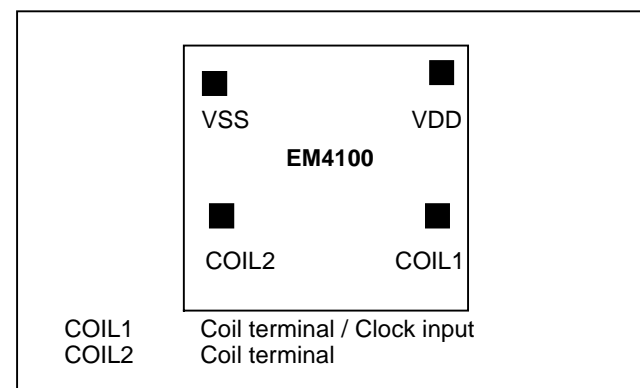 VSS VDD
EM4100
COIL2 COIL1
COIL1 Coil terminal / Clock input
COIL2 Coil terminal